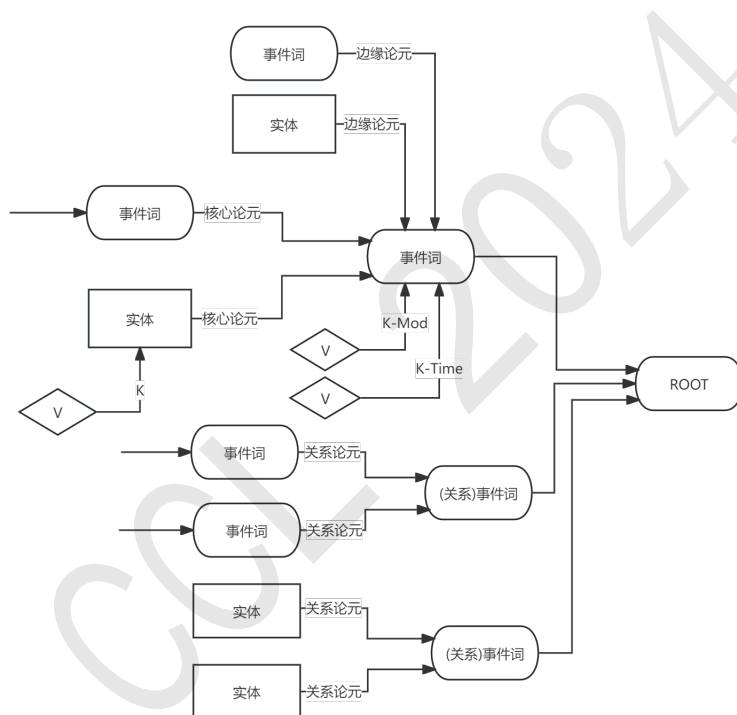 事件词
边缘论元
实体
边缘论元
事件词
核心论元
事件词
实体
核心论元
K-Mod
V
K-Time
V
K
V
ROOT
事件词
关系论元
(关系)事件词
事件词
关系论元
实体
关系论元
(关系)事件词
实体
关系论元
CCL 2024